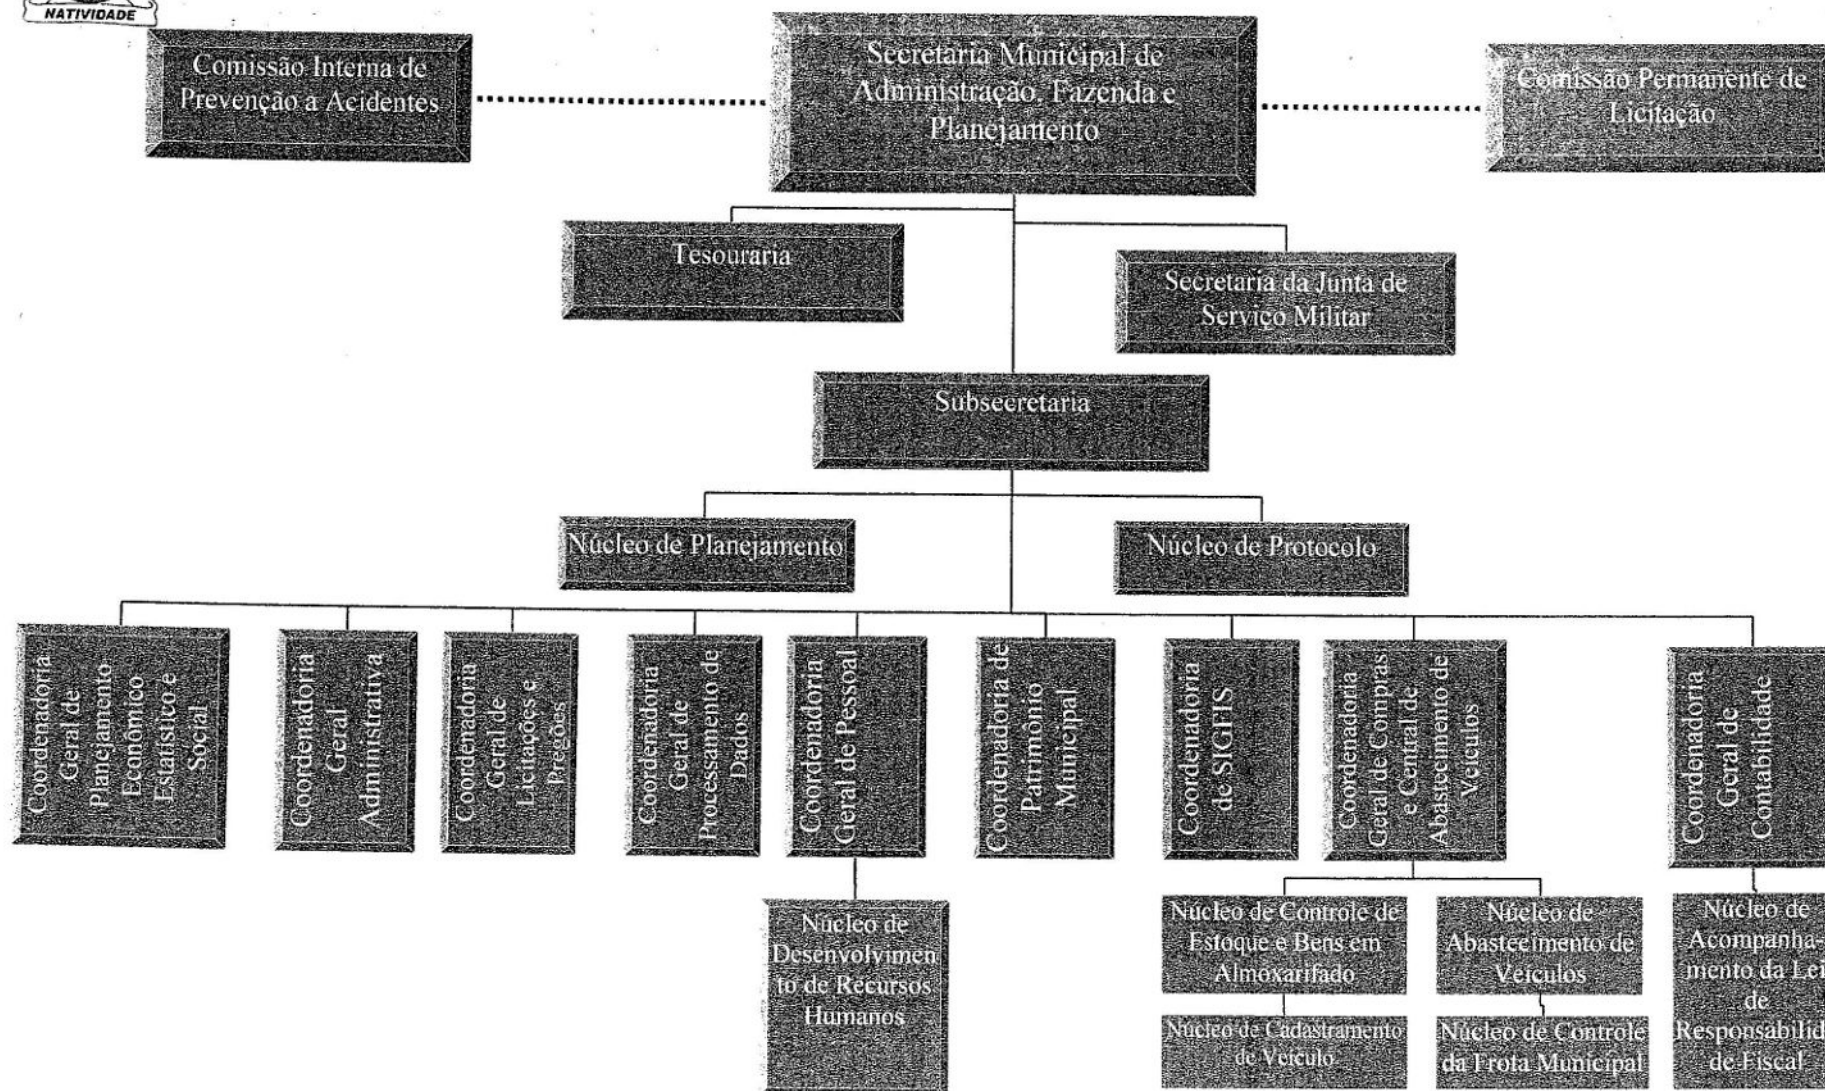 NATIVIDADE
Comissão Interna de
Prevenção a Acidentes
Secretaria Municipal de
Administração, Fazenda e
Planejamento
Comissão Permanente de
Licitação
Tesouraria
Secretaria da Junta de
Serviço Militar
Subsecretaria
Núcleo de Planejamento
Núcleo de Protocolo
Coordenadoria
Geral de
Planejamento
Econômico
Estatístico e
Social
Coordenadoria
Geral
Administrativa
Coordenadoria
Geral de
Licitações e
Pregões
Coordenadoria
Geral de
Processamento de
Dados
Coordenadoria
Geral de Pessoal
Coordenadoria de
Patrimônio
Municipal
Coordenadoria
de SIGFIS
Coordenadoria
Geral de Compras
e Central de
Abastecimento de
Veículos
Coordenadoria
Geral de
Contabilidade
Núcleo de
Desenvolvimen
to de Recursos
Humanos
Núcleo de Controle de
Estoque e Bens em
Almoxarifado
Núcleo de
Abastecimento de
Veículos
Núcleo de
Acompanha-
mento da Lei
de
Responsabilida
de Fiscal
Núcleo de Cadastramento
de Veículo
Núcleo de Controle
da Frota Municipal